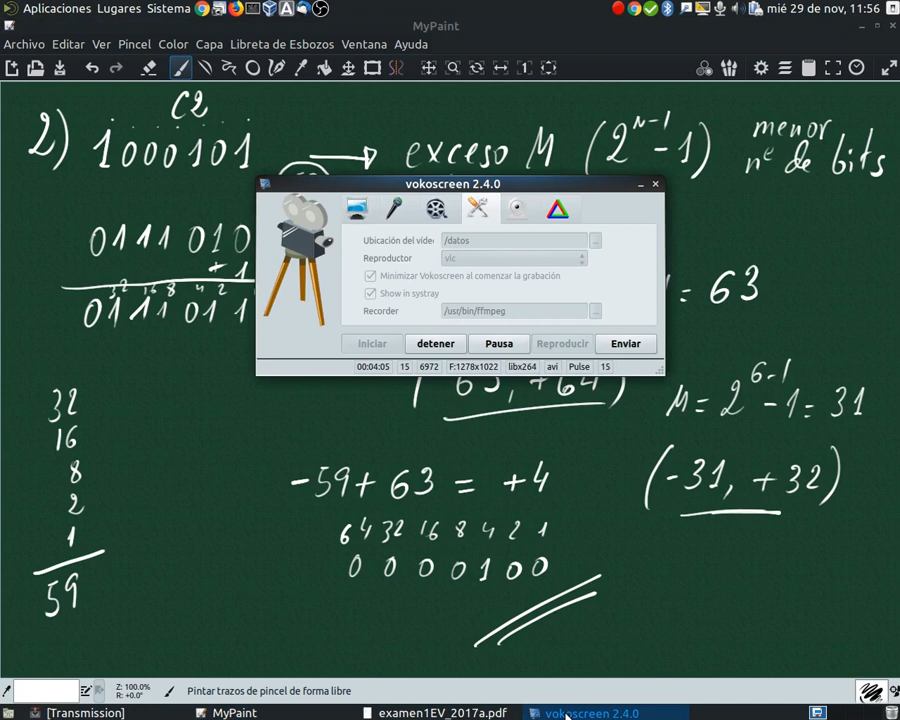 Aplicaciones Lugares Sistema
mié 29 de nov, 11:56
MyPaint
Archivo Editar Ver Pincel Color Capa Libreta de Esbozos Ventana Ayuda
C2
2) 1000101
exceso M (2^N-1 - 1)
menor
nº de bits
vokoscreen 2.4.0
Ubicación del víde /datos ...
Reproductor vlc
Minimizar Vokoscreen al comenzar la grabación
Show in systray
Recorder /usr/bin/ffmpeg ...
Iniciar detener Pausa Reproducir Enviar
00:04:05 15 6972 F:1278x1022 libx264 avi Pulse 15
0111010
+1
32 16 8 4 2
0111011
= 63
(-63, +64)
M = 2^6-1 - 1 = 31
(-31, +32)
32
16
8
2
1
59
-59 + 63 = +4
64 32 16 8 4 2 1
0 0 0 0 1 0 0
Z: 100.0%
R: +0.0°
Pintar trazos de pincel de forma libre
[Transmission] MyPaint examen1EV_2017a.pdf vokoscreen 2.4.0